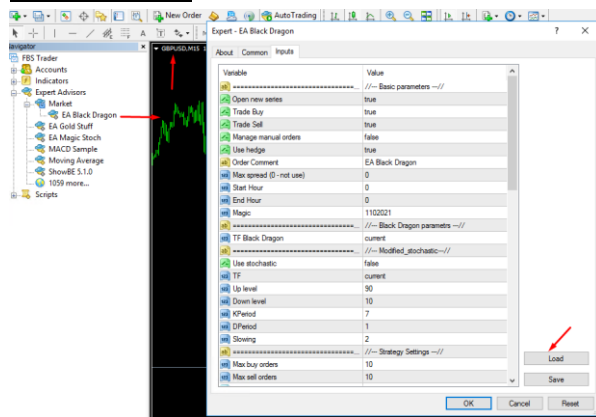 New Order
AutoTrading
Navigator
FBS Trader
Accounts
Indicators
Expert Advisors
Market
EA Black Dragon
EA Gold Stuff
EA Magic Stoch
MACD Sample
Moving Average
ShowBE 5.1.0
1059 more...
Scripts
GBPUSD,M15
Expert - EA Black Dragon
?
About Common Inputs
Variable Value
==============================... //--- Basic parameters ---//
Open new series true
Trade Buy true
Trade Sell true
Manage manual orders false
Use hedge true
Order Comment EA Black Dragon
Max spread (0 - not use) 0
Start Hour 0
End Hour 0
Magic 1102021
==============================... //--- Black Dragon parametrs ---//
TF Black Dragon current
==============================... //--- Modified_stochastic---//
Use stochastic false
TF current
Up level 90
Down level 10
KPeriod 7
DPeriod 1
Slowing 2
==============================... //--- Strategy Settings ---//
Max buy orders 10
Max sell orders 10
Load
Save
OK Cancel Reset